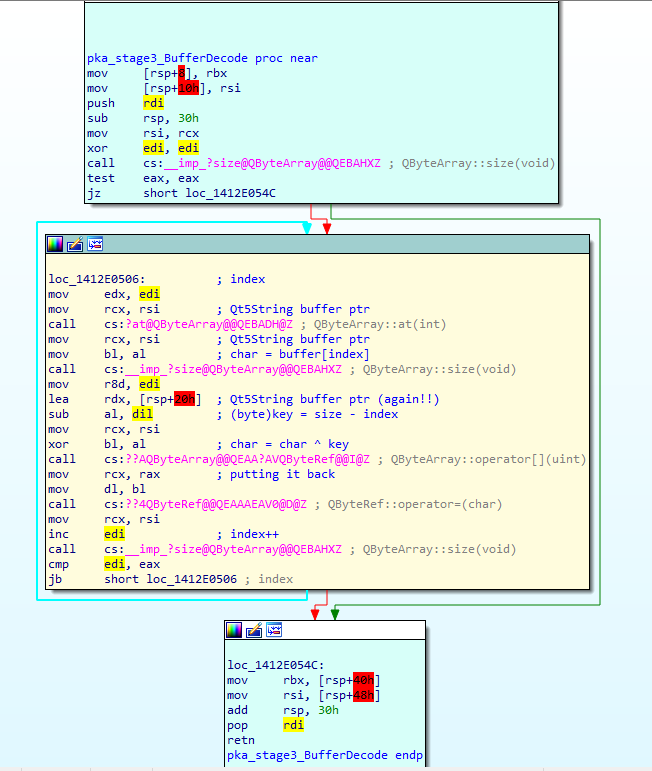 pka_stage3_BufferDecode proc near
mov [rsp+8], rbx
mov [rsp+10h], rsi
push rdi
sub rsp, 30h
mov rsi, rcx
xor edi, edi
call cs:__imp_?size@QByteArray@@QEBAHXZ ; QByteArray::size(void)
test eax, eax
jz short loc_1412E054C
loc_1412E0506: ; index
mov edx, edi
mov rcx, rsi ; Qt5String buffer ptr
call cs:?at@QByteArray@@QEBADH@Z ; QByteArray::at(int)
mov rcx, rsi ; Qt5String buffer ptr
mov bl, al ; char = buffer[index]
call cs:__imp_?size@QByteArray@@QEBAHXZ ; QByteArray::size(void)
mov r8d, edi
lea rdx, [rsp+20h] ; Qt5String buffer ptr (again!!)
sub al, dil ; (byte)key = size - index
mov rcx, rsi
xor bl, al ; char = char ^ key
call cs:??AQByteArray@@QEAA?AVQByteRef@@I@Z ; QByteArray::operator[](uint)
mov rcx, rax ; putting it back
mov dl, bl
call cs:??4QByteRef@@QEAAAEAV0@D@Z ; QByteRef::operator=(char)
mov rcx, rsi
inc edi ; index++
call cs:__imp_?size@QByteArray@@QEBAHXZ ; QByteArray::size(void)
cmp edi, eax
jb short loc_1412E0506 ; index
loc_1412E054C:
mov rbx, [rsp+40h]
mov rsi, [rsp+48h]
add rsp, 30h
pop rdi
retn
pka_stage3_BufferDecode endp